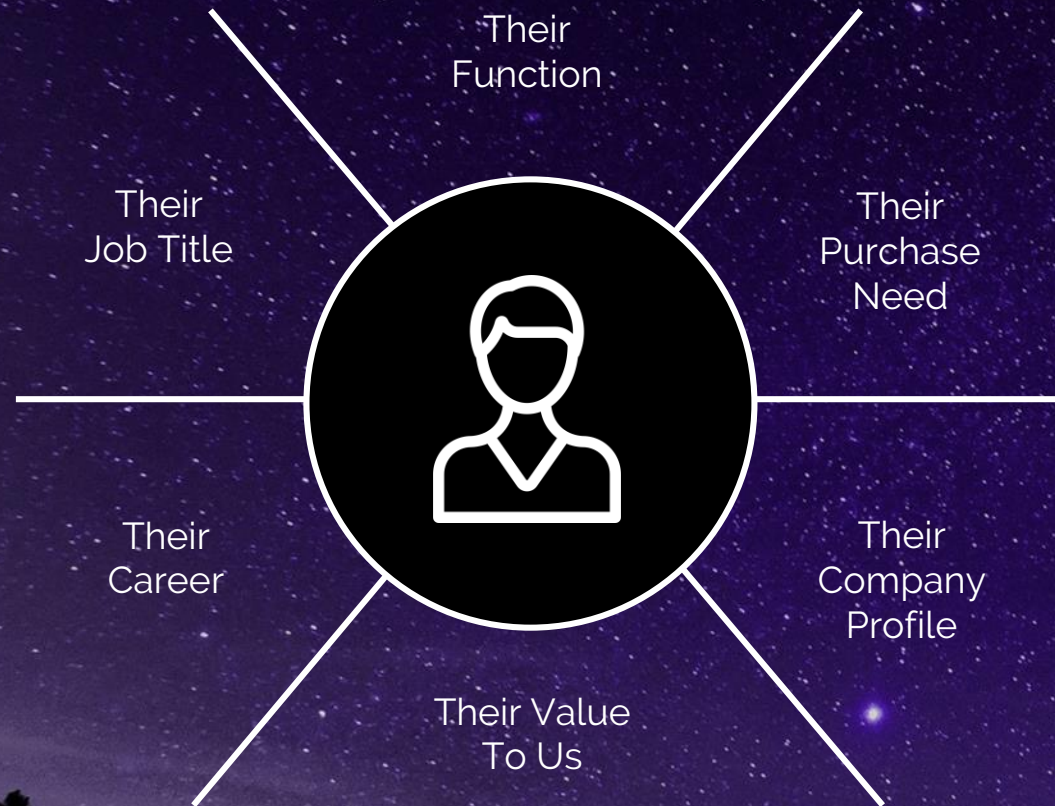 Their
Function
Their
Purchase
Need
Their
Company
Profile
Their Value
To Us
Their
Career
Their
Job Title